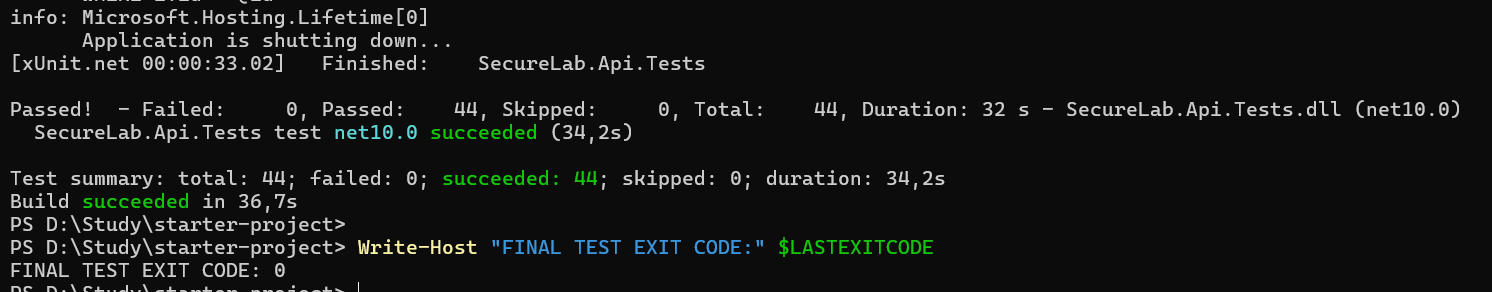 info: Microsoft.Hosting.Lifetime[0]
      Application is shutting down...
[xUnit.net 00:00:33.02]   Finished:    SecureLab.Api.Tests

Passed!  - Failed:     0, Passed:    44, Skipped:     0, Total:    44, Duration: 32 s - SecureLab.Api.Tests.dll (net10.0)
  SecureLab.Api.Tests test net10.0 succeeded (34,2s)

Test summary: total: 44; failed: 0; succeeded: 44; skipped: 0; duration: 34,2s
Build succeeded in 36,7s
PS D:\Study\starter-project>
PS D:\Study\starter-project> Write-Host "FINAL TEST EXIT CODE:" $LASTEXITCODE
FINAL TEST EXIT CODE: 0
PS D:\Study\starter-project>